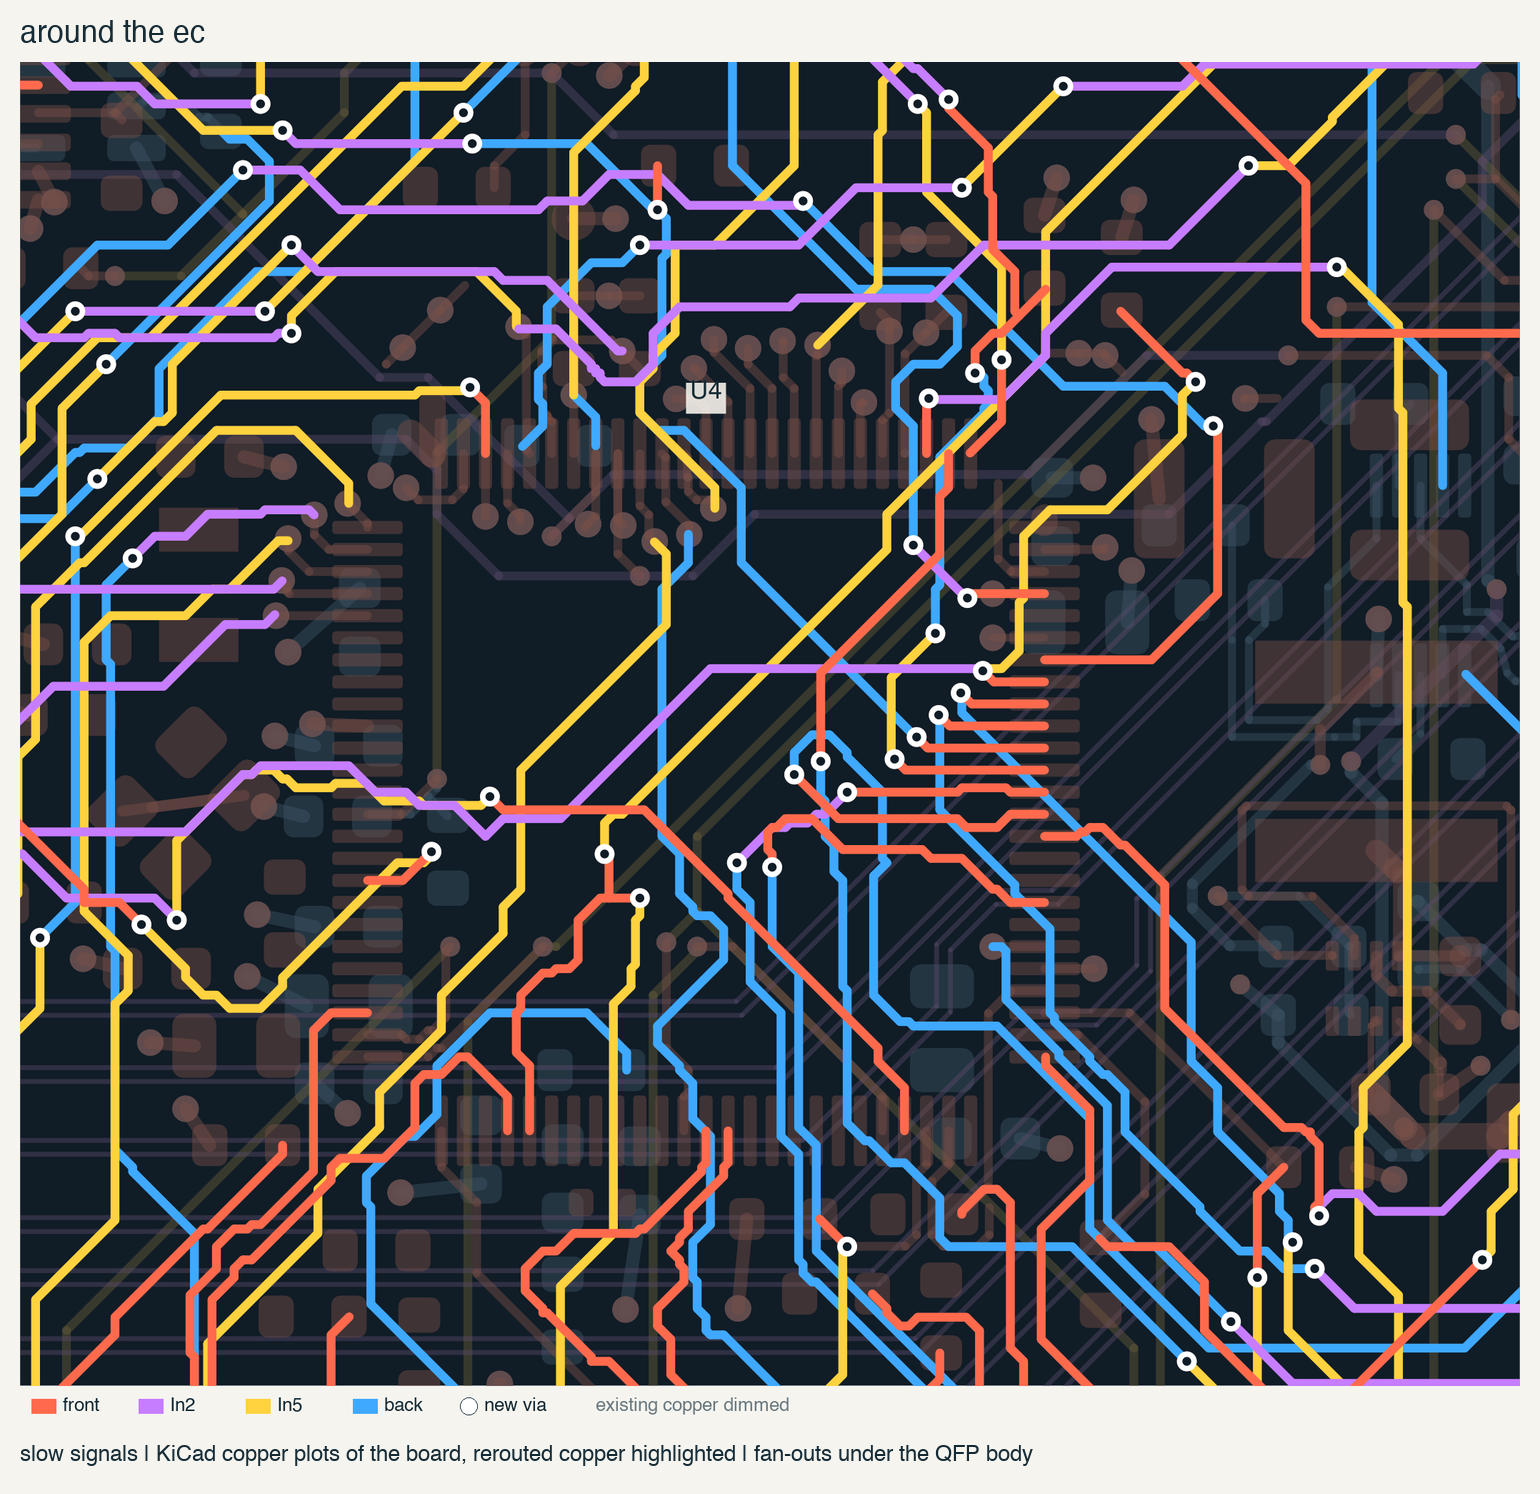 around the ec
U4
front In2 In5 back new via existing copper dimmed
slow signals | KiCad copper plots of the board, rerouted copper highlighted | fan-outs under the QFP body